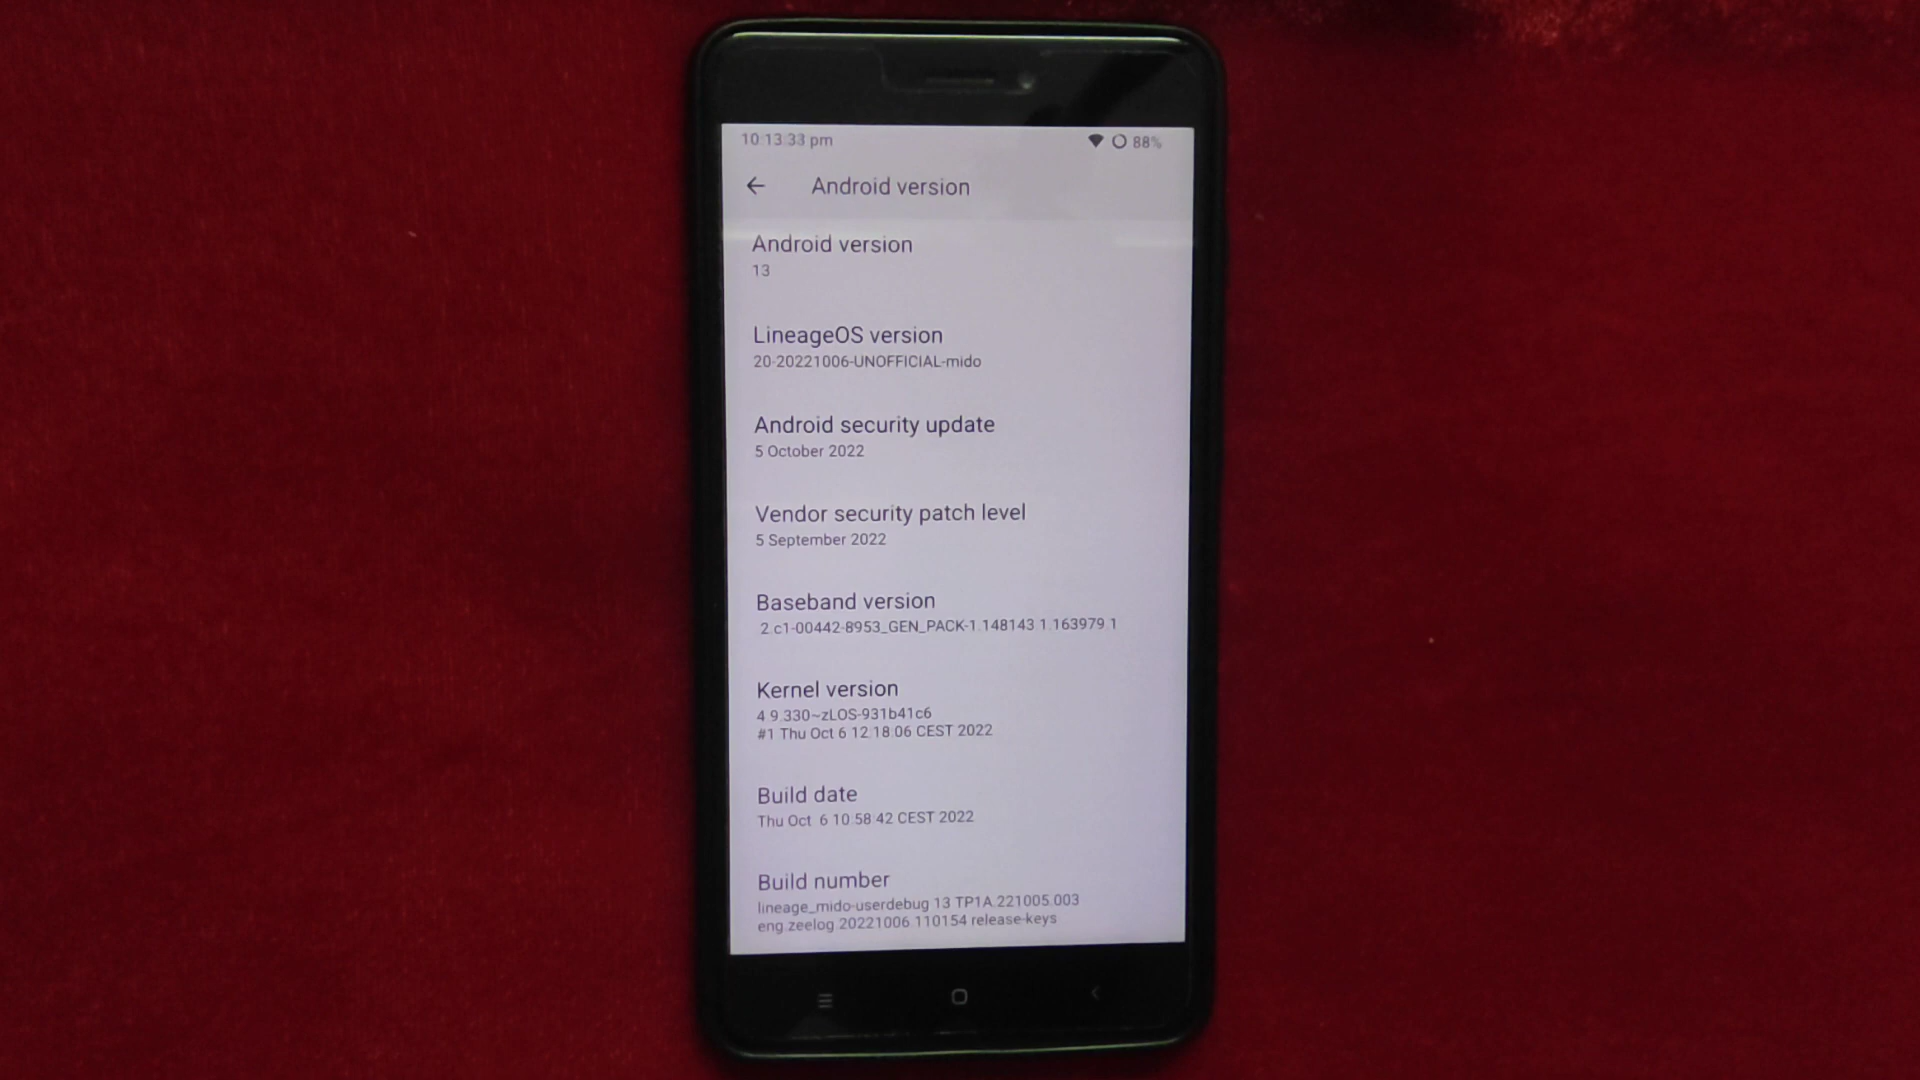 10:13:33 pm
88%
Android version
Android version
13
LineageOS version
20-20221006-UNOFFICIAL-mido
Android security update
5 October 2022
Vendor security patch level
5 September 2022
Baseband version
2.c1-00442-8953_GEN_PACK-1.148143.1.163979.1
Kernel version
4.9.330~zLOS-931b41c6
#1 Thu Oct 6 12:18:06 CEST 2022
Build date
Thu Oct  6 10:58:42 CEST 2022
Build number
lineage_mido-userdebug 13 TP1A.221005.003
eng.zeelog.20221006.110154 release-keys